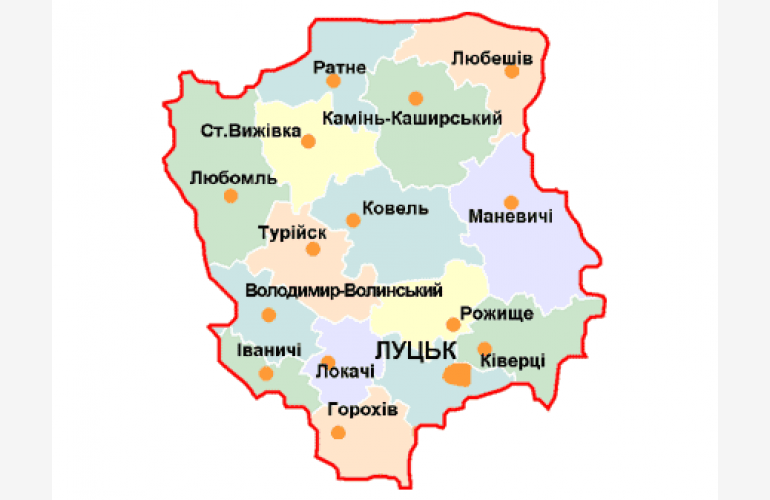 Любешів
Ратне
Камінь-Каширський
Ст.Вижівка
Любомль
Ковель
Маневичі
Турійск
Володимир-Волинський
Рожище
Іваничі
ЛУЦЬК
Ківерці
Локачі
Горохів